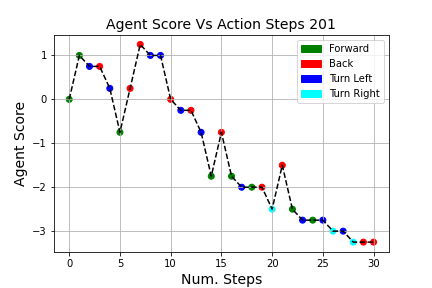 Agent Score Vs Action Steps 201
Forward
Back
Turn Left
Turn Right
Agent Score
1
0
−1
−2
−3
0 5 10 15 20 25 30
Num. Steps